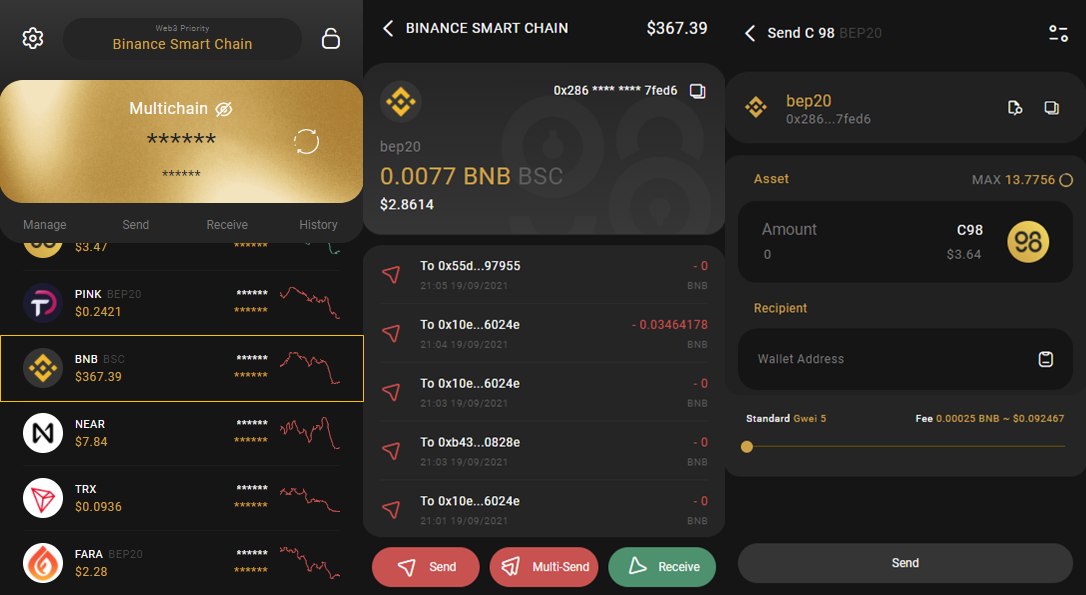 Web3 Priority
Binance Smart Chain
Multichain
******
******
Manage Send Receive History
98
$3.47 ******
PINK BEP20 ******
$0.2421 ******
BNB BSC ******
$367.39 ******
NEAR ******
$7.84 ******
TRX ******
$0.0936 ******
FARA BEP20 ******
$2.28 ******
BINANCE SMART CHAIN $367.39
0x286 **** **** 7fed6
bep20
0.0077 BNB BSC
$2.8614
98
To 0x55d...97955 - 0
21:05 19/09/2021 BNB
To 0x10e...6024e - 0.03464178
21:04 19/09/2021 BNB
To 0x10e...6024e - 0
21:03 19/09/2021 BNB
To 0xb43...0828e - 0
21:03 19/09/2021 BNB
To 0x10e...6024e - 0
21:01 19/09/2021 BNB
Send Multi-Send Receive
Send C 98 BEP20
bep20
0x286...7fed6
Asset MAX 13.7756
Amount C98
0 $3.64
98
Recipient
Wallet Address
Standard Gwei 5 Fee 0.00025 BNB ~ $0.092467
Send